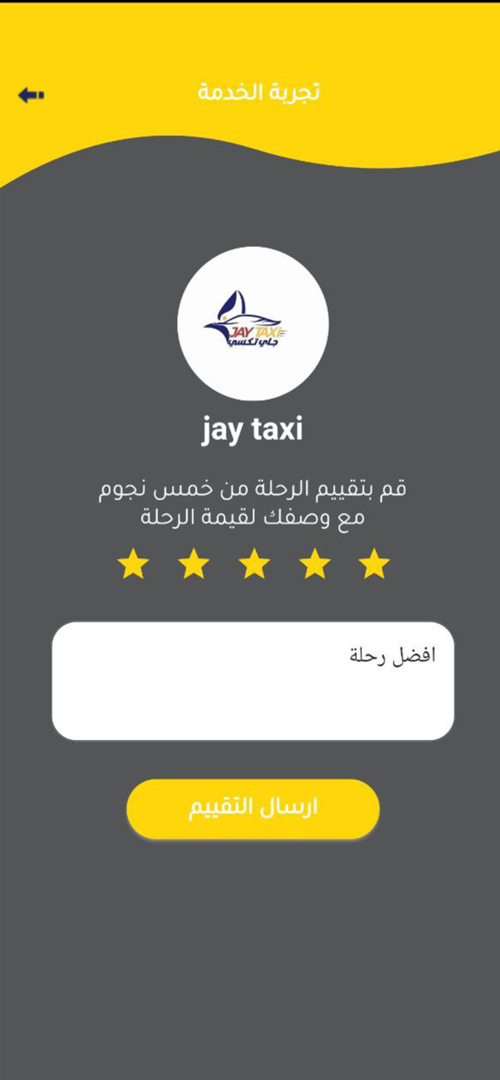 تجربة الخدمة
JAY TAXI
جاي تكسي
jay taxi
قم بتقييم الرحلة من خمس نجوم
مع وصفك لقيمة الرحلة
افضل رحلة
ارسال التقييم